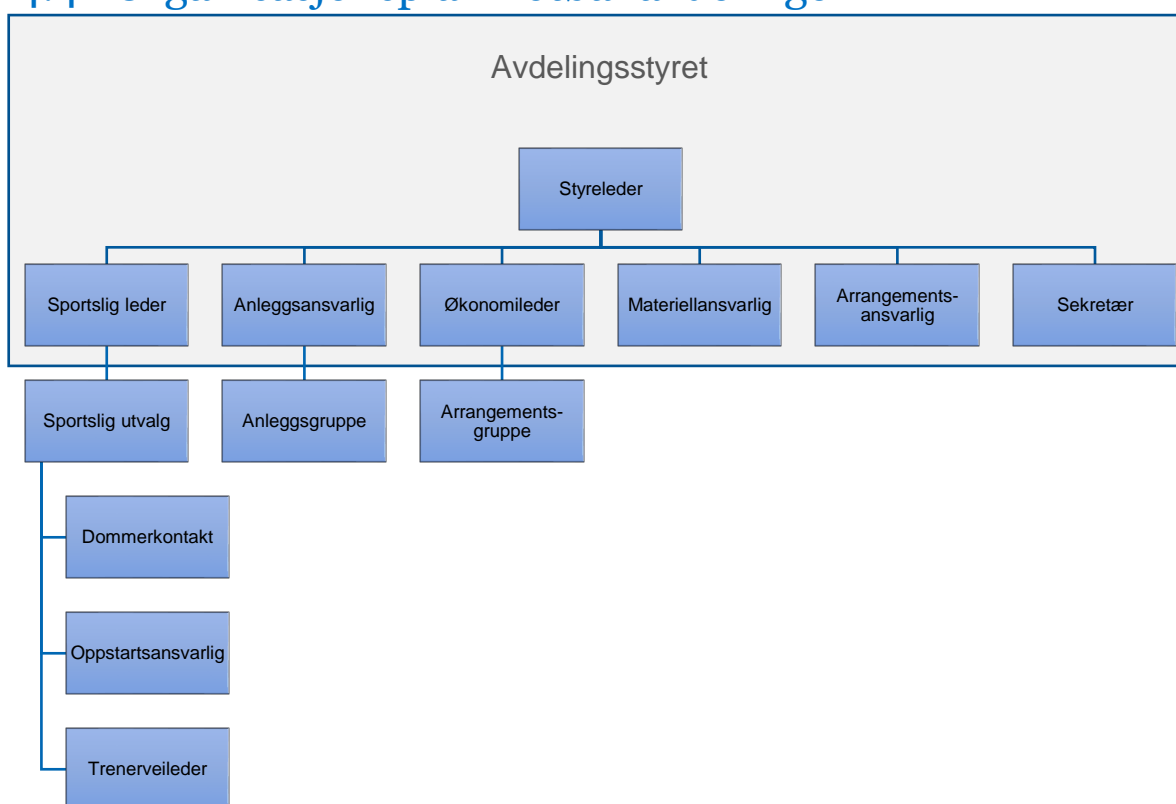 Avdelingsstyret
Styreleder
Sportslig leder
Anleggsansvarlig
Økonomileder
Materiellansvarlig
Arrangements-
ansvarlig
Sekretær
Sportslig utvalg
Anleggsgruppe
Arrangements-
gruppe
Dommerkontakt
Oppstartsansvarlig
Trenerveileder